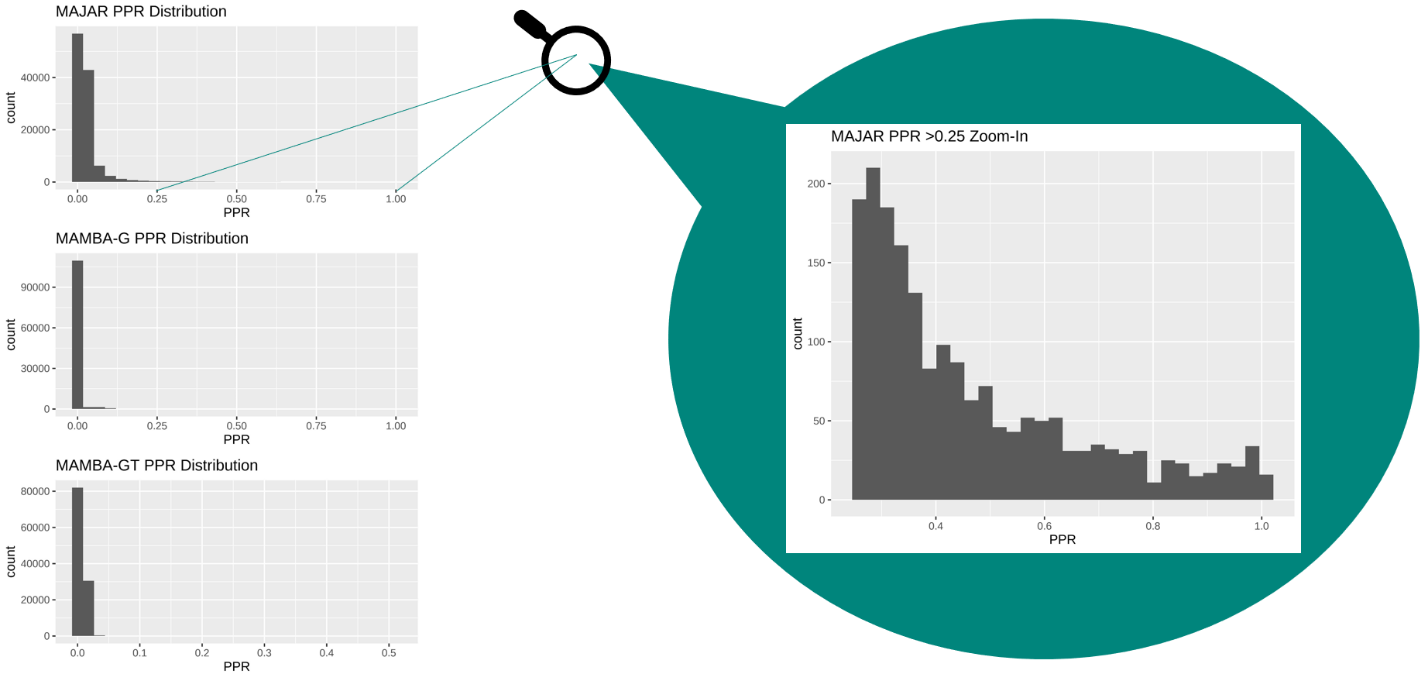 MAJAR PPR Distribution
count
40000
20000
0
0.00 0.25 0.50 0.75 1.00
PPR
MAMBA-G PPR Distribution
count
90000
60000
30000
0
0.00 0.25 0.50 0.75 1.00
PPR
MAMBA-GT PPR Distribution
count
80000
60000
40000
20000
0
0.0 0.1 0.2 0.3 0.4 0.5
PPR
MAJAR PPR >0.25 Zoom-In
count
200
150
100
50
0
0.4 0.6 0.8 1.0
PPR